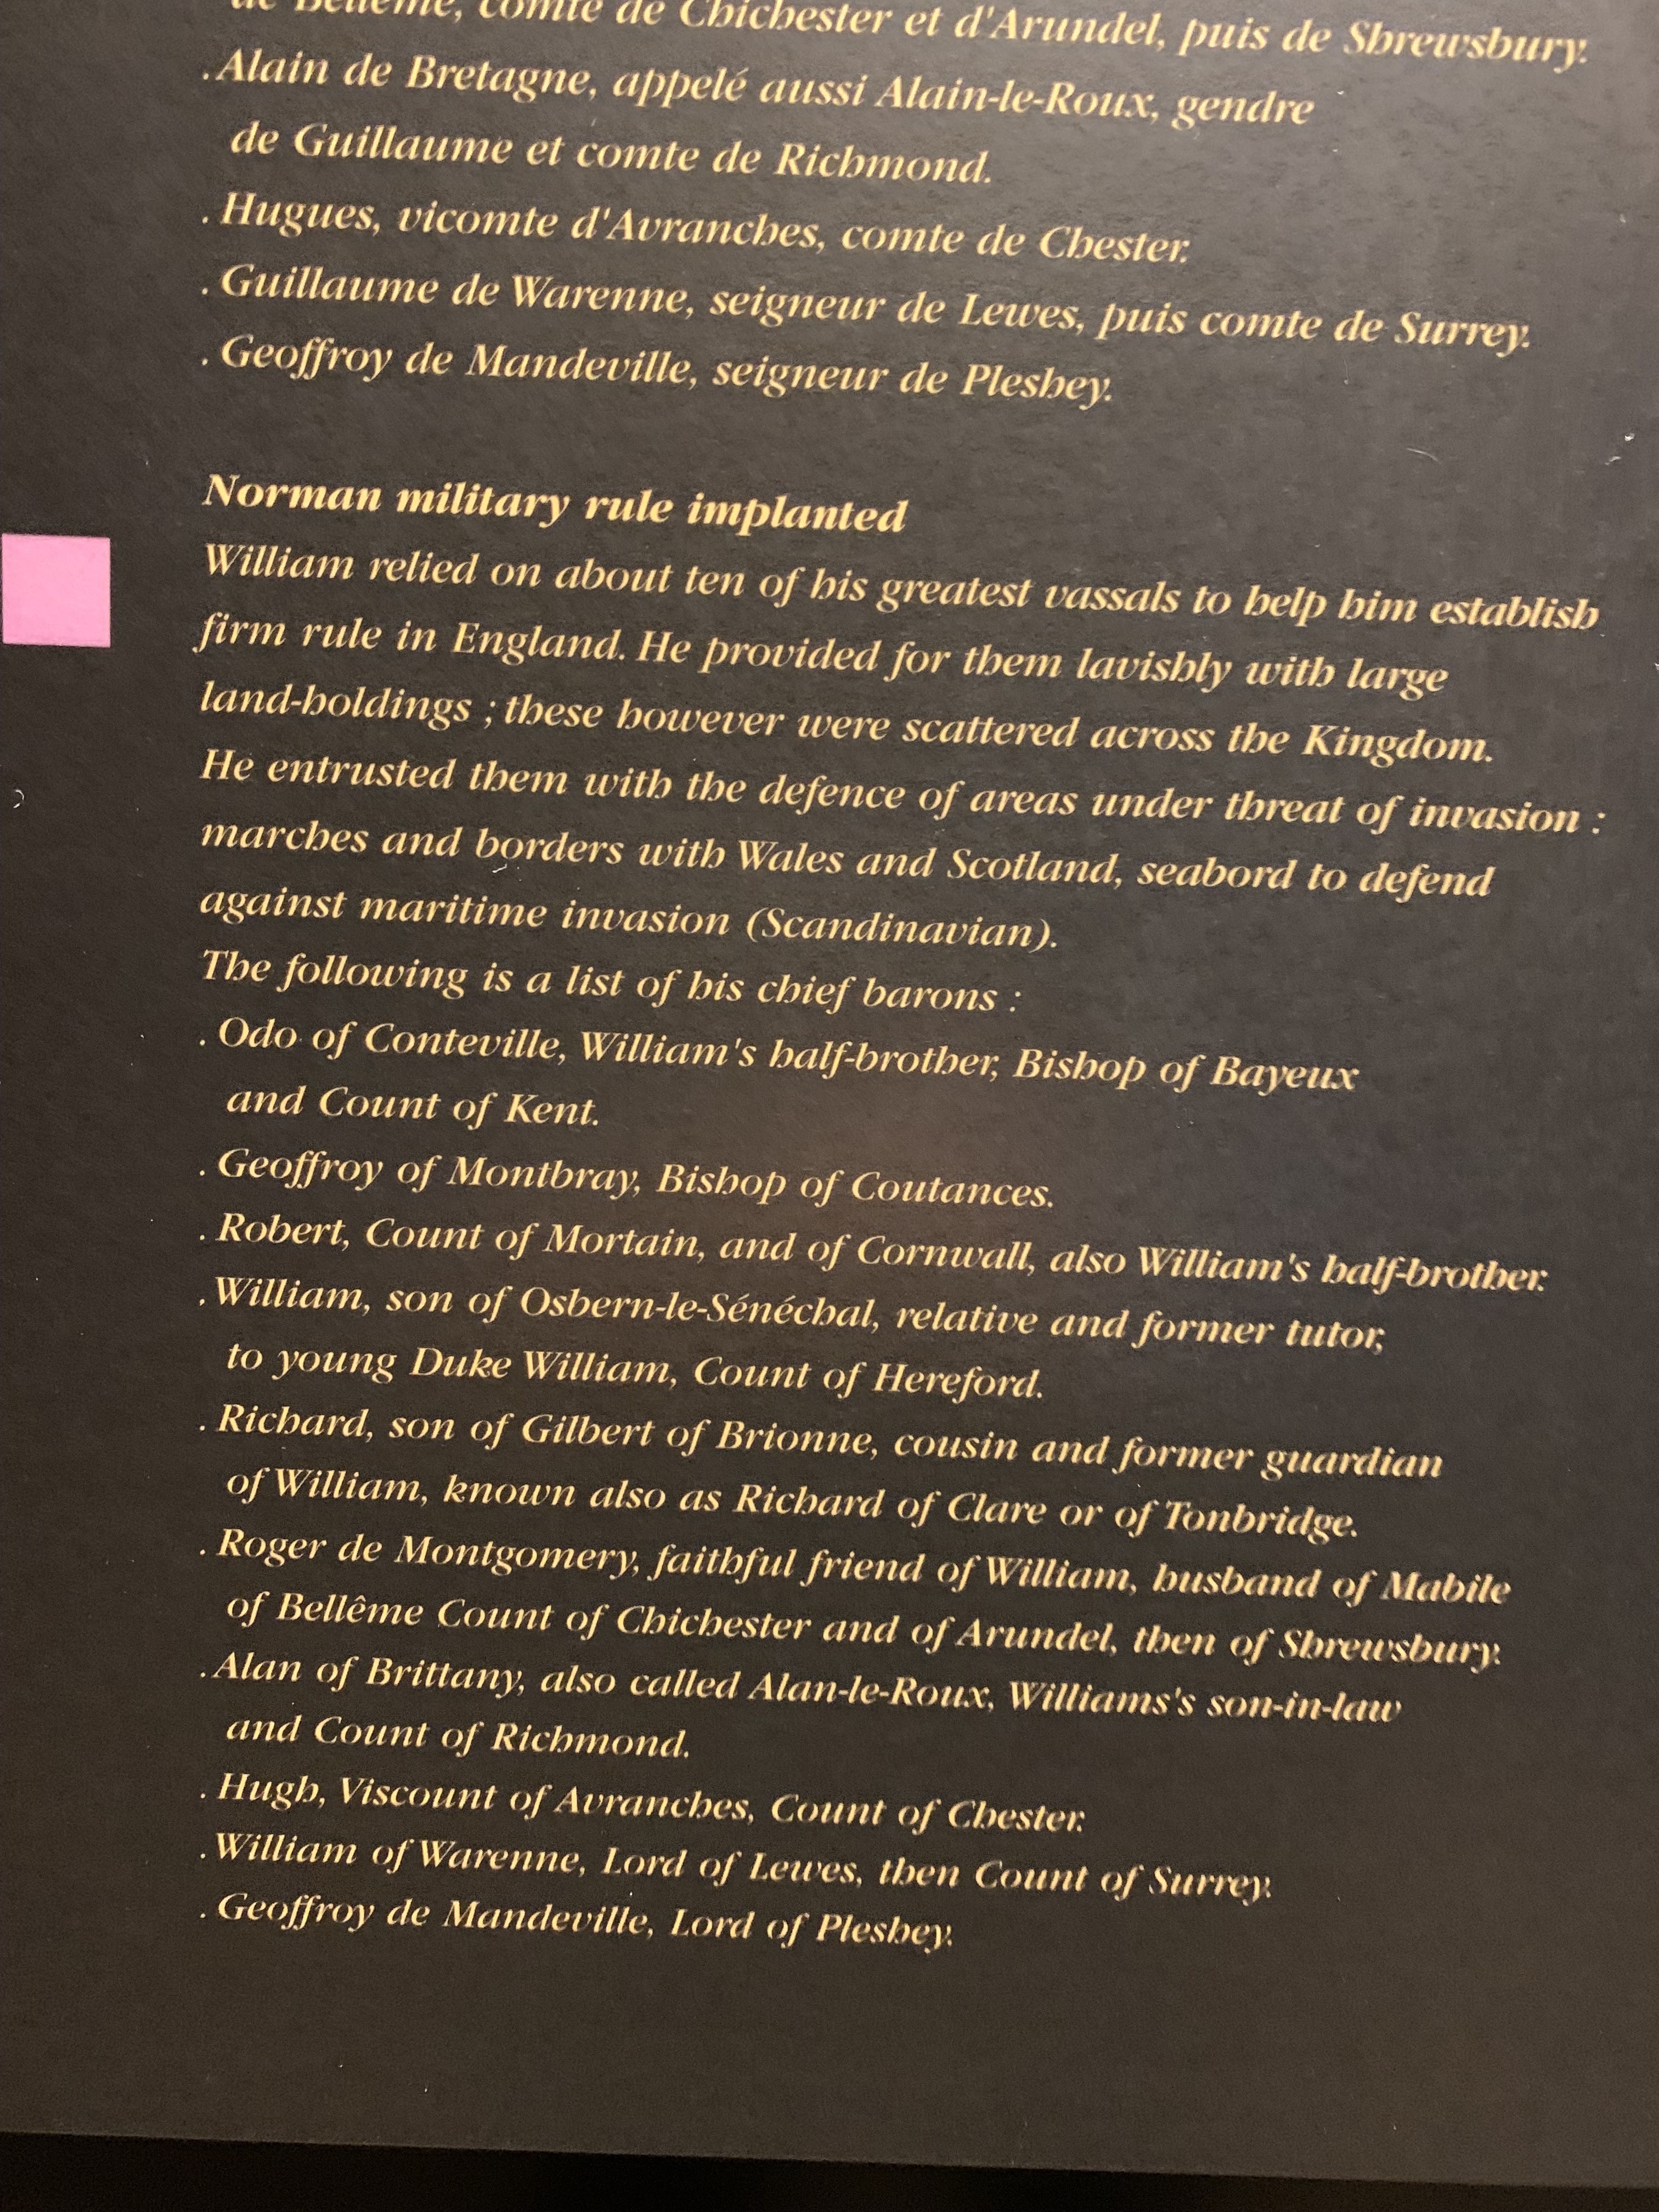 de Bellême, comte de Chichester et d'Arundel, puis de Shrewsbury.
. Alain de Bretagne, appelé aussi Alain-le-Roux, gendre
de Guillaume et comte de Richmond.
. Hugues, vicomte d'Avranches, comte de Chester.
. Guillaume de Warenne, seigneur de Lewes, puis comte de Surrey.
. Geoffroy de Mandeville, seigneur de Pleshey.
Norman military rule implanted
William relied on about ten of his greatest vassals to help him establish
firm rule in England. He provided for them lavishly with large
land-holdings ; these however were scattered across the Kingdom.
He entrusted them with the defence of areas under threat of invasion :
marches and borders with Wales and Scotland, seabord to defend
against maritime invasion (Scandinavian).
The following is a list of his chief barons :
. Odo of Conteville, William's half-brother, Bishop of Bayeux
and Count of Kent.
. Geoffroy of Montbray, Bishop of Coutances.
. Robert, Count of Mortain, and of Cornwall, also William's half-brother.
. William, son of Osbern-le-Sénéchal, relative and former tutor,
to young Duke William, Count of Hereford.
. Richard, son of Gilbert of Brionne, cousin and former guardian
of William, known also as Richard of Clare or of Tonbridge.
. Roger de Montgomery, faithful friend of William, husband of Mabile
of Bellême Count of Chichester and of Arundel, then of Shrewsbury.
. Alan of Brittany, also called Alan-le-Roux, Williams's son-in-law
and Count of Richmond.
. Hugh, Viscount of Avranches, Count of Chester.
. William of Warenne, Lord of Lewes, then Count of Surrey.
. Geoffroy de Mandeville, Lord of Pleshey.